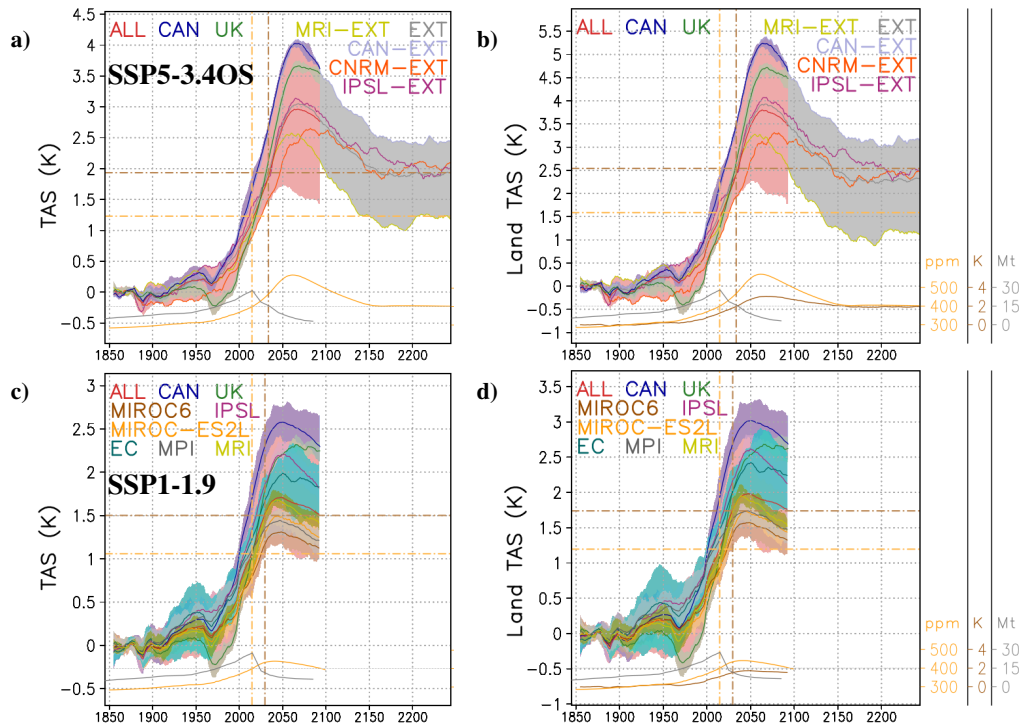 a)
ALL CAN UK MRI-EXT EXT
CAN-EXT
CNRM-EXT
IPSL-EXT
SSP5-3.4OS
TAS (K)
4.5
4
3.5
3
2.5
2
1.5
1
0.5
0
-0.5
1850 1900 1950 2000 2050 2100 2150 2200
b)
ALL CAN UK MRI-EXT EXT
CAN-EXT
CNRM-EXT
IPSL-EXT
Land TAS (K)
5.5
5
4.5
4
3.5
3
2.5
2
1.5
1
0.5
0
-0.5
-1
1850 1900 1950 2000 2050 2100 2150 2200
ppm K Mt
500 4 30
400 2 15
300 0 0
c)
ALL CAN UK
MIROC6 IPSL
MIROC-ES2L
EC MPI MRI
SSP1-1.9
TAS (K)
3
2.5
2
1.5
1
0.5
0
-0.5
1850 1900 1950 2000 2050 2100 2150 2200
d)
ALL CAN UK
MIROC6 IPSL
MIROC-ES2L
EC MPI MRI
Land TAS (K)
3.5
3
2.5
2
1.5
1
0.5
0
-0.5
-1
1850 1900 1950 2000 2050 2100 2150 2200
ppm K Mt
500 4 30
400 2 15
300 0 0